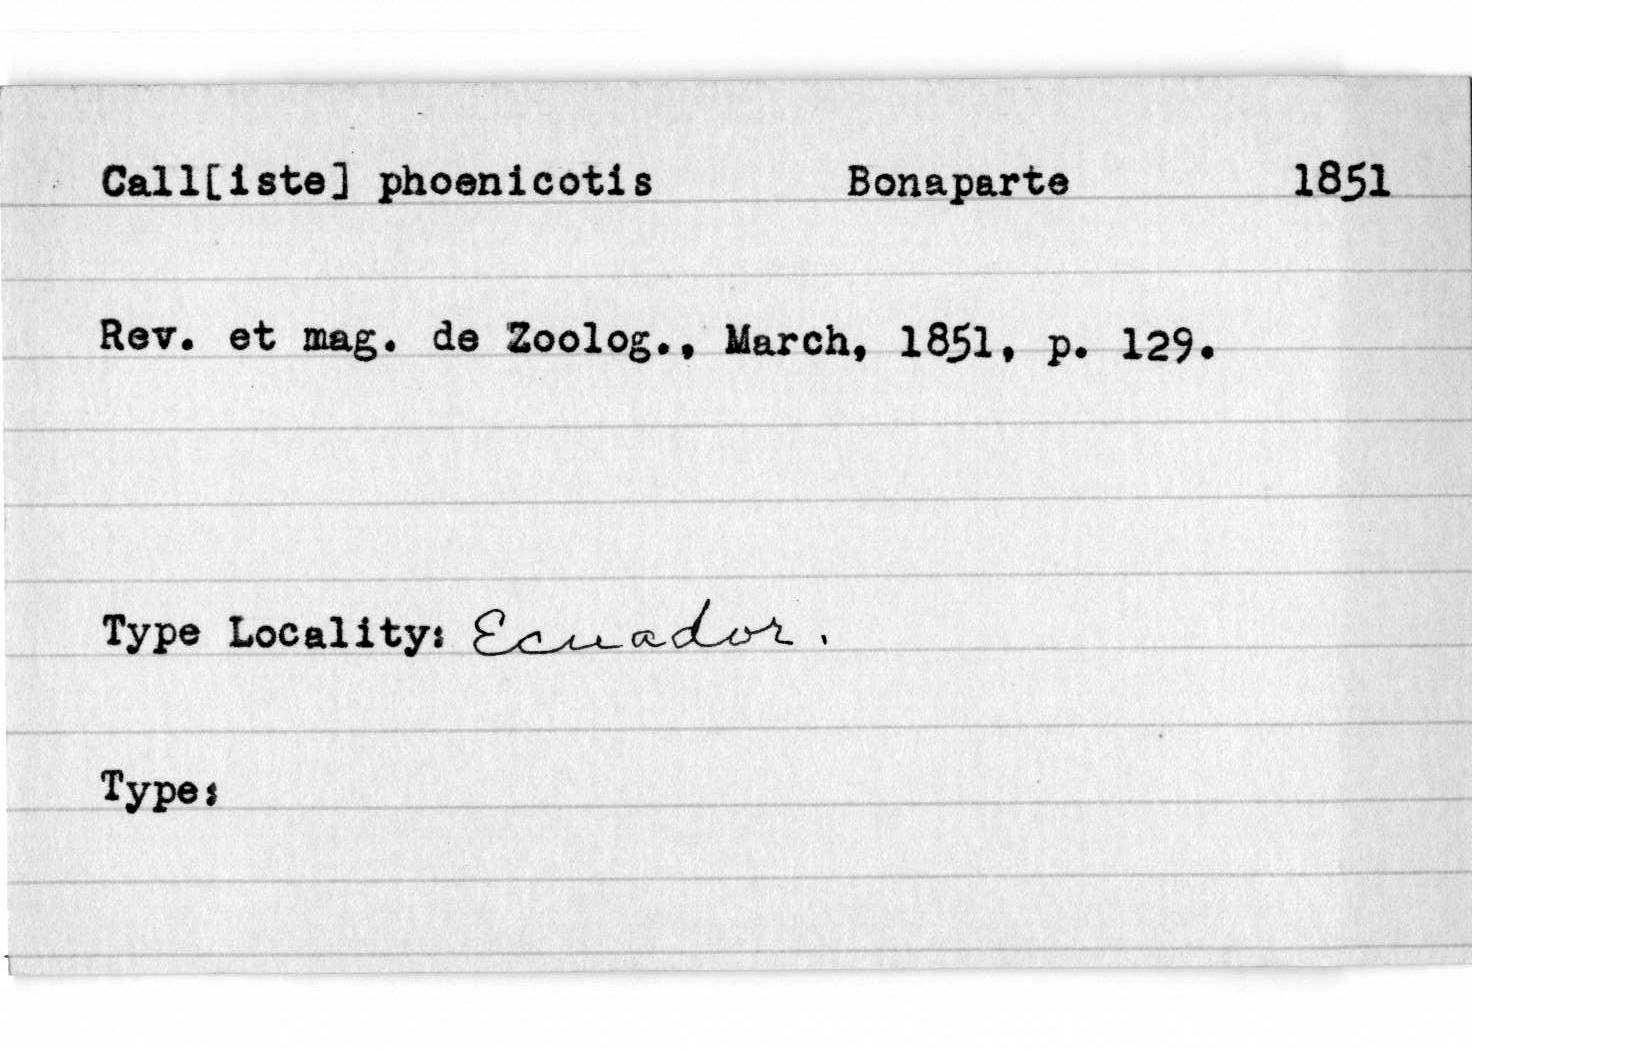 Call[iste] phoenicotis Bonaparte 1851
Rev. et mag. de Zoolog., March, 1851, p. 129.
Type Locality: Ecuador.
Type: